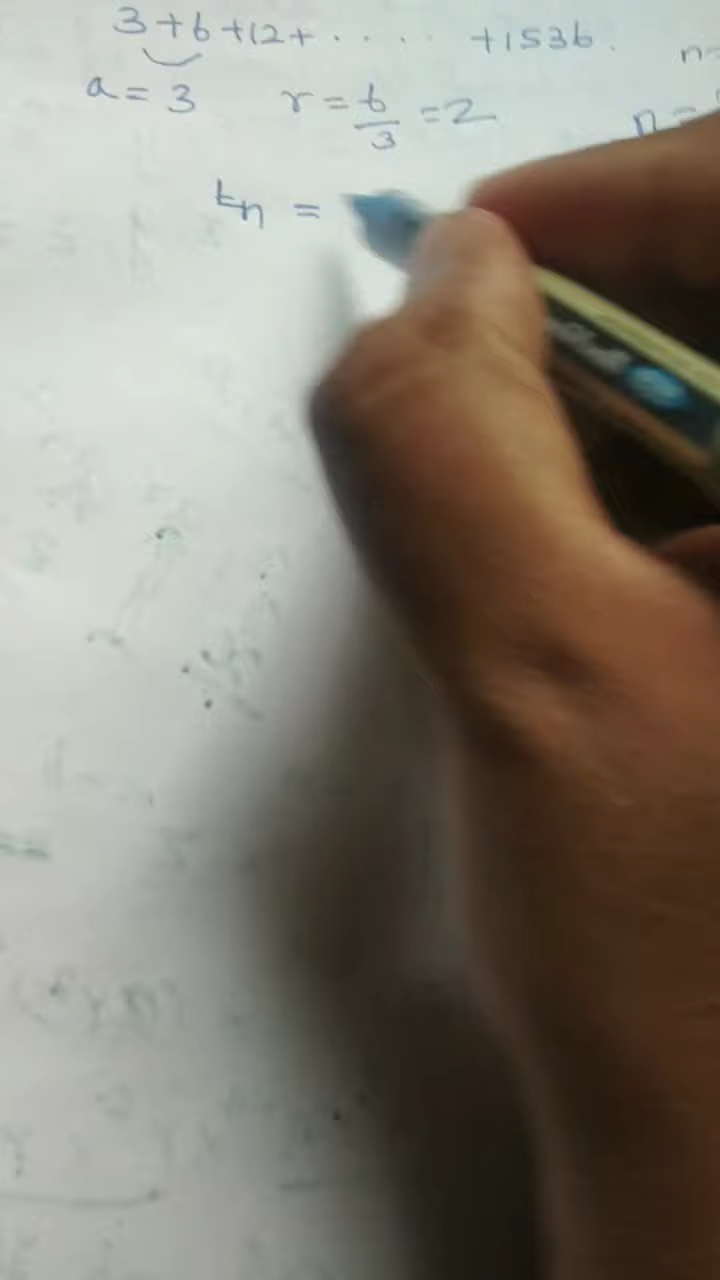 3+6+12+ . . . . . +1536.
n=
a = 3 r = 6/3 = 2
n =
tn =